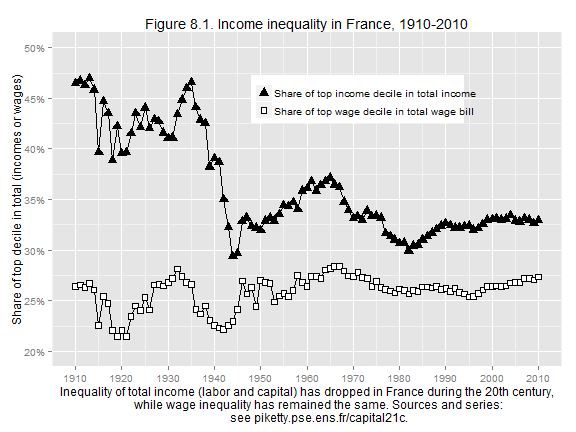 Figure 8.1. Income inequality in France, 1910-2010
Share of top decile in total (incomes or wages)
50%
45%
40%
35%
30%
25%
20%
Share of top income decile in total income
Share of top wage decile in total wage bill
1910 1920 1930 1940 1950 1960 1970 1980 1990 2000 2010
Inequality of total income (labor and capital) has dropped in France during the 20th century,
while wage inequality has remained the same. Sources and series:
see piketty.pse.ens.fr/capital21c.